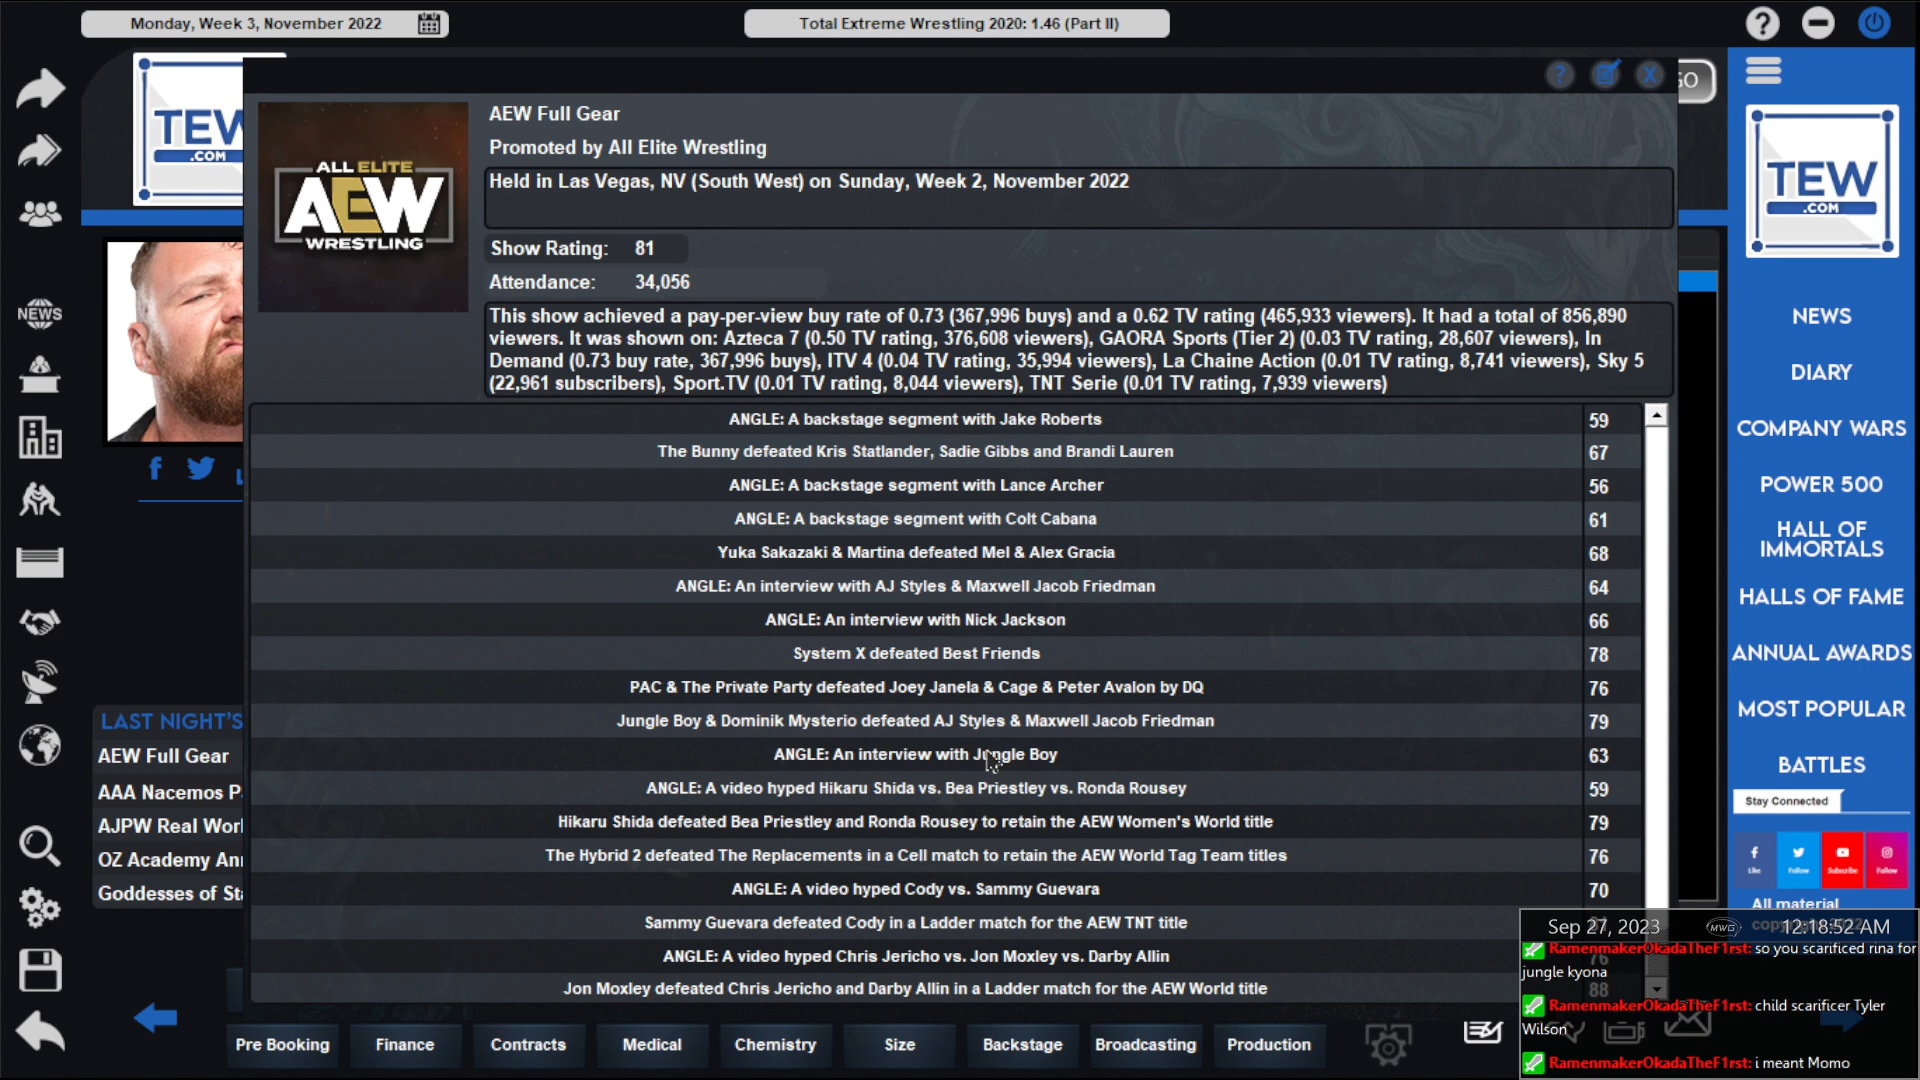 Monday, Week 3, November 2022
Total Extreme Wrestling 2020: 1.46 (Part II)
?
TEW
.COM
? X GO
ALL ELITE
AEW
WRESTLING
AEW Full Gear
Promoted by All Elite Wrestling
Held in Las Vegas, NV (South West) on Sunday, Week 2, November 2022
Show Rating: 81
Attendance: 34,056
This show achieved a pay-per-view buy rate of 0.73 (367,996 buys) and a 0.62 TV rating (465,933 viewers). It had a total of 856,890
viewers. It was shown on: Azteca 7 (0.50 TV rating, 376,608 viewers), GAORA Sports (Tier 2) (0.03 TV rating, 28,607 viewers), In
Demand (0.73 buy rate, 367,996 buys), ITV 4 (0.04 TV rating, 35,994 viewers), La Chaine Action (0.01 TV rating, 8,741 viewers), Sky 5
(22,961 subscribers), Sport.TV (0.01 TV rating, 8,044 viewers), TNT Serie (0.01 TV rating, 7,939 viewers)
ANGLE: A backstage segment with Jake Roberts 59
The Bunny defeated Kris Statlander, Sadie Gibbs and Brandi Lauren 67
ANGLE: A backstage segment with Lance Archer 56
ANGLE: A backstage segment with Colt Cabana 61
Yuka Sakazaki & Martina defeated Mel & Alex Gracia 68
ANGLE: An interview with AJ Styles & Maxwell Jacob Friedman 64
ANGLE: An interview with Nick Jackson 66
System X defeated Best Friends 78
PAC & The Private Party defeated Joey Janela & Cage & Peter Avalon by DQ 76
Jungle Boy & Dominik Mysterio defeated AJ Styles & Maxwell Jacob Friedman 79
ANGLE: An interview with Jungle Boy 63
ANGLE: A video hyped Hikaru Shida vs. Bea Priestley vs. Ronda Rousey 59
Hikaru Shida defeated Bea Priestley and Ronda Rousey to retain the AEW Women's World title 79
The Hybrid 2 defeated The Replacements in a Cell match to retain the AEW World Tag Team titles 76
ANGLE: A video hyped Cody vs. Sammy Guevara 70
Sammy Guevara defeated Cody in a Ladder match for the AEW TNT title
ANGLE: A video hyped Chris Jericho vs. Jon Moxley vs. Darby Allin 76
Jon Moxley defeated Chris Jericho and Darby Allin in a Ladder match for the AEW World title 88
NEWS
LAST NIGHT'S
AEW Full Gear
AAA Nacemos P
AJPW Real Worl
OZ Academy An
Goddesses of St
Pre Booking
Finance
Contracts
Medical
Chemistry
Size
Backstage
Broadcasting
Production
TEW
.COM
NEWS
DIARY
COMPANY WARS
POWER 500
HALL OF
IMMORTALS
HALLS OF FAME
ANNUAL AWARDS
MOST POPULAR
BATTLES
Stay Connected
Like Follow Subscribe Follow
All material
Sep 27, 2023 MWG 12:18:52 AM
RamenmakerOkadaTheF1rst: so you scarificed rina for
jungle kyona
RamenmakerOkadaTheF1rst: child scarificer Tyler
Wilson
RamenmakerOkadaTheF1rst: i meant Momo